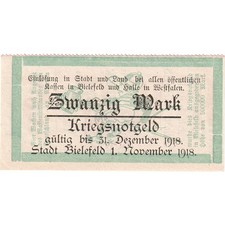 Einlösung in Stadt und Land bei allen öffentlichen
Kassen in Bielefeld und Halle in Westfalen.
Zwanzig Mark
Kriegsnotgeld
gültig bis 31. Dezember 1918.
Stadt Bielefeld 1. November 1918.